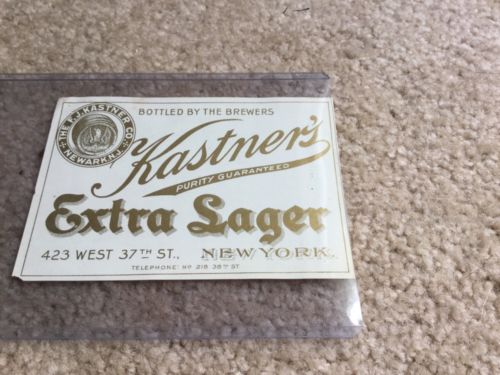 THE F.J. KASTNER CO.
NEWARK N.J.
BOTTLED BY THE BREWERS
Kastner's
PURITY GUARANTEED
Extra Lager
423 WEST 37TH ST., NEW YORK.
TELEPHONE: No 218 38TH ST.